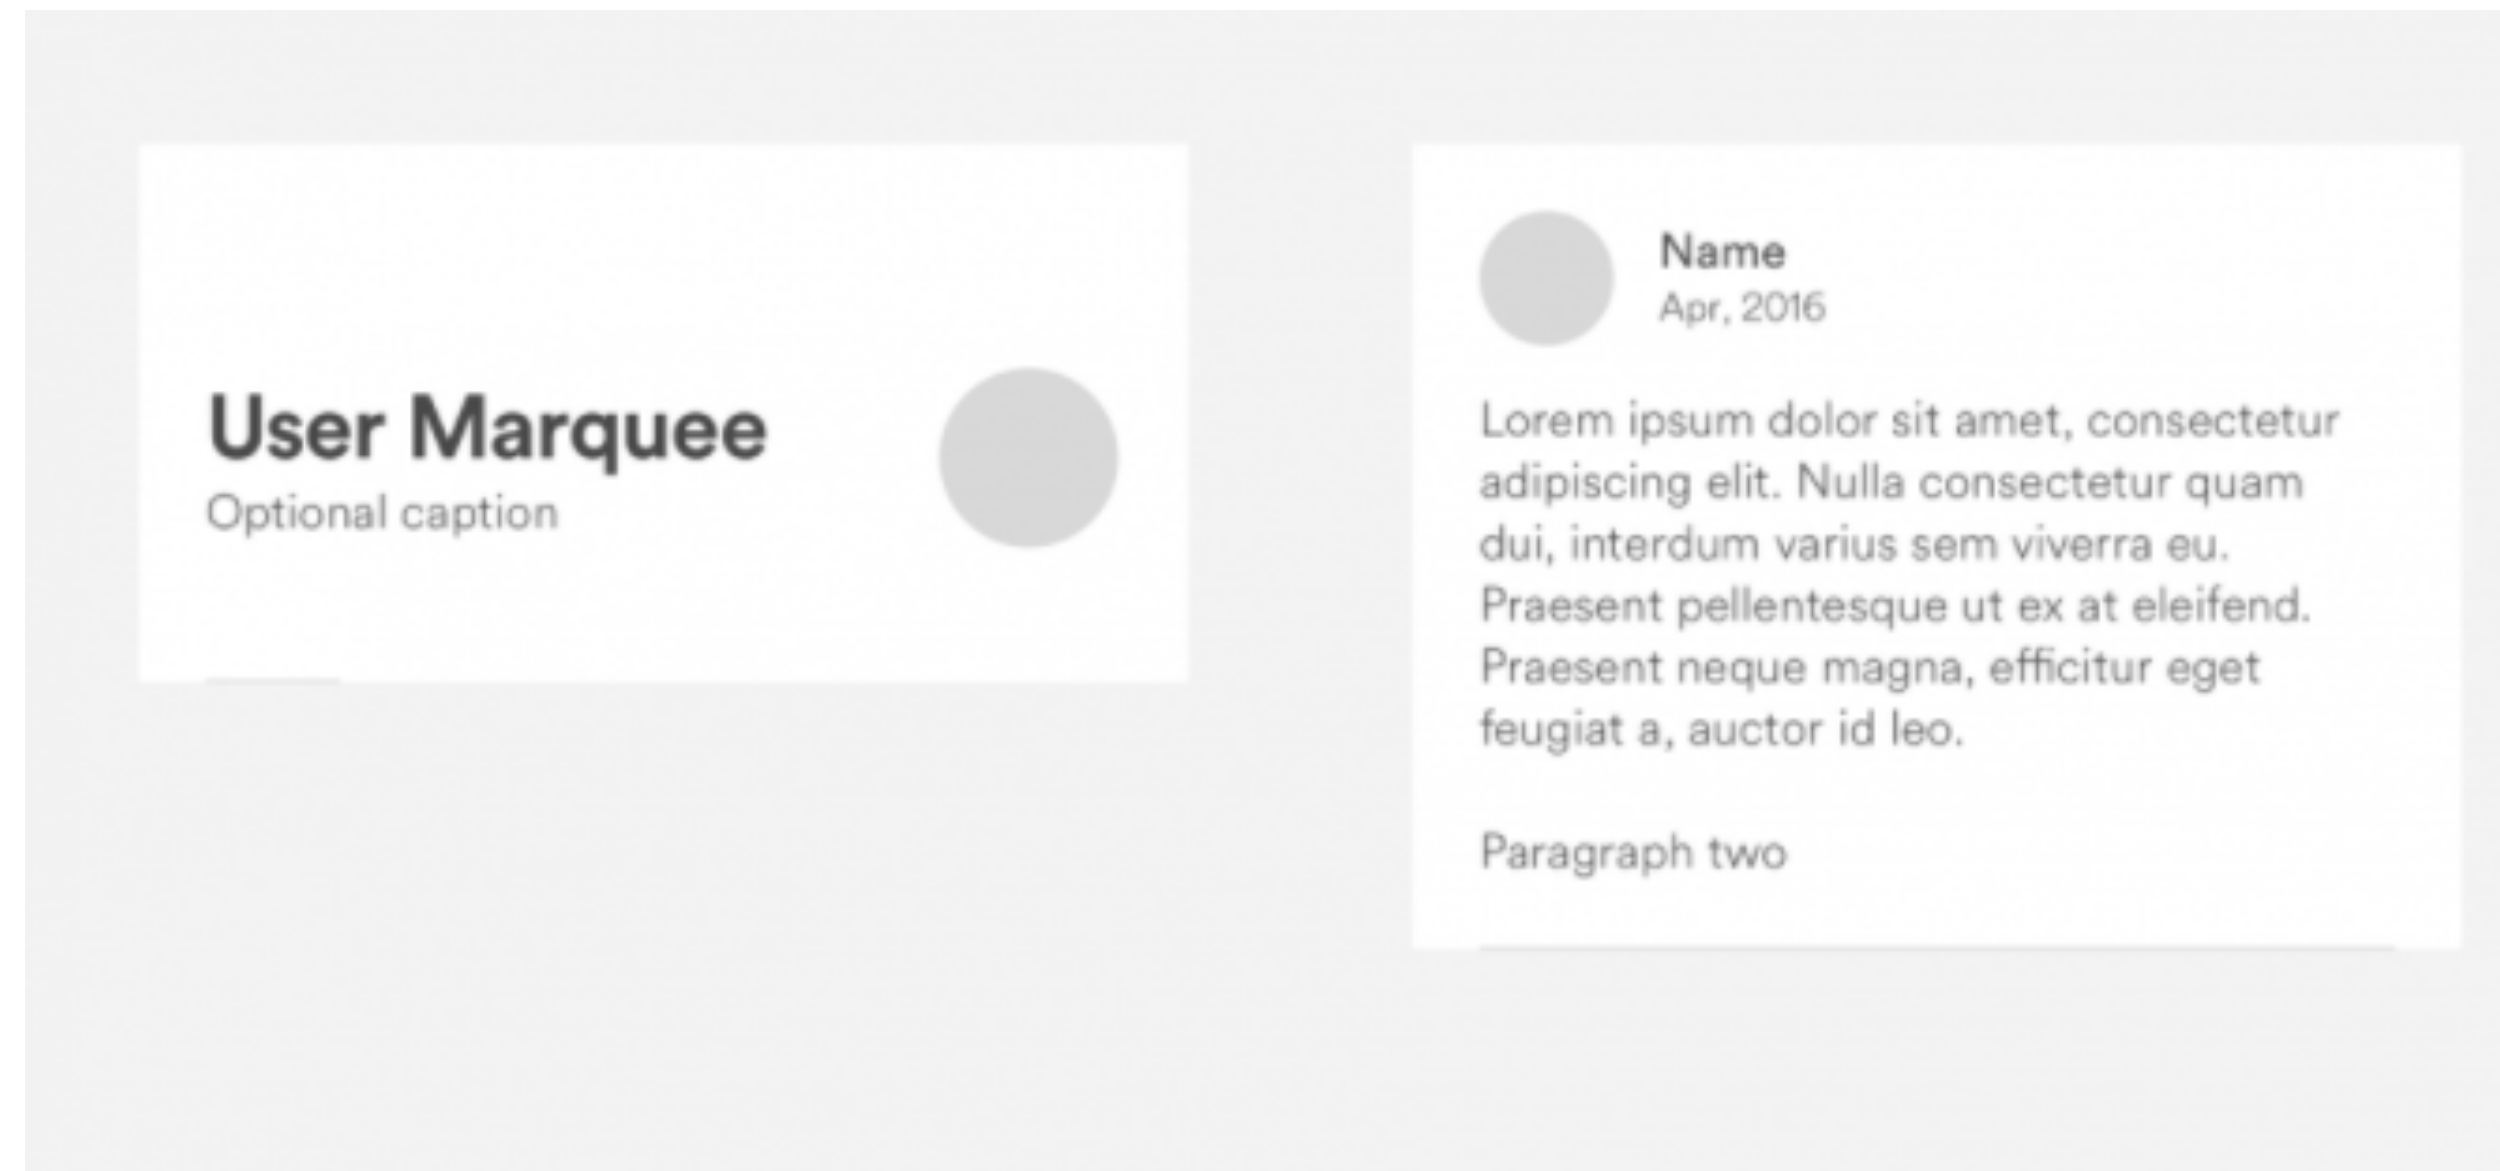 User Marquee
Optional caption
Name
Apr, 2016
Lorem ipsum dolor sit amet, consectetur
adipiscing elit. Nulla consectetur quam
dui, interdum varius sem viverra eu.
Praesent pellentesque ut ex at eleifend.
Praesent neque magna, efficitur eget
feugiat a, auctor id leo.
Paragraph two